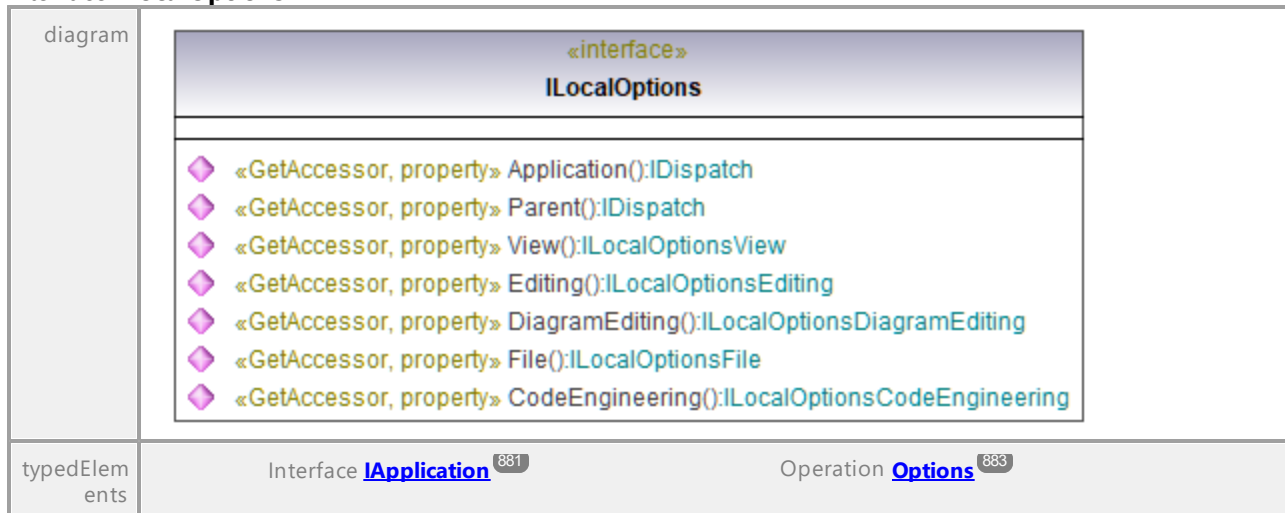 diagram
«interface»
ILocalOptions
«GetAccessor, property» Application():IDispatch
«GetAccessor, property» Parent():IDispatch
«GetAccessor, property» View():ILocalOptionsView
«GetAccessor, property» Editing():ILocalOptionsEditing
«GetAccessor, property» DiagramEditing():ILocalOptionsDiagramEditing
«GetAccessor, property» File():ILocalOptionsFile
«GetAccessor, property» CodeEngineering():ILocalOptionsCodeEngineering
typedElem
ents
Interface IApplication 881
Operation Options 883